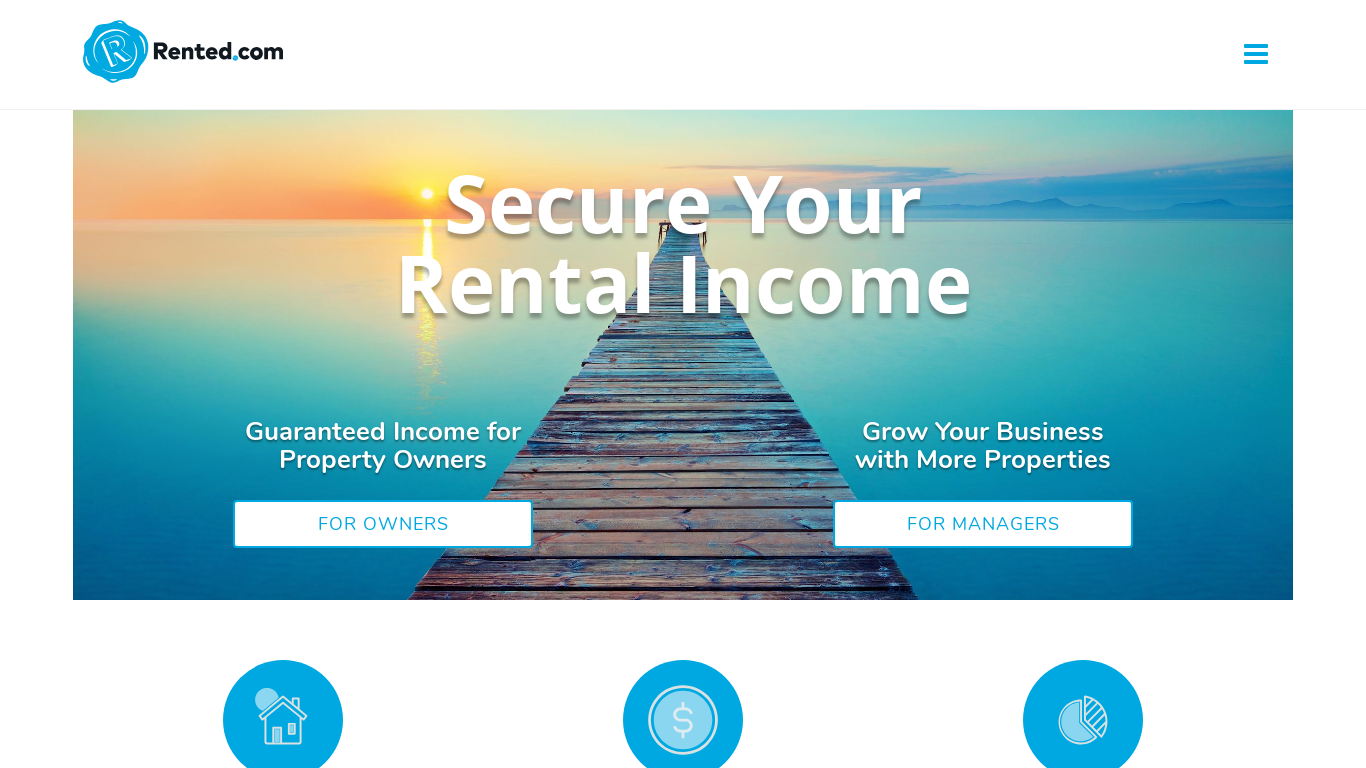 Rented.com
Secure Your
Rental Income
Guaranteed Income for
Property Owners
FOR OWNERS
Grow Your Business
with More Properties
FOR MANAGERS